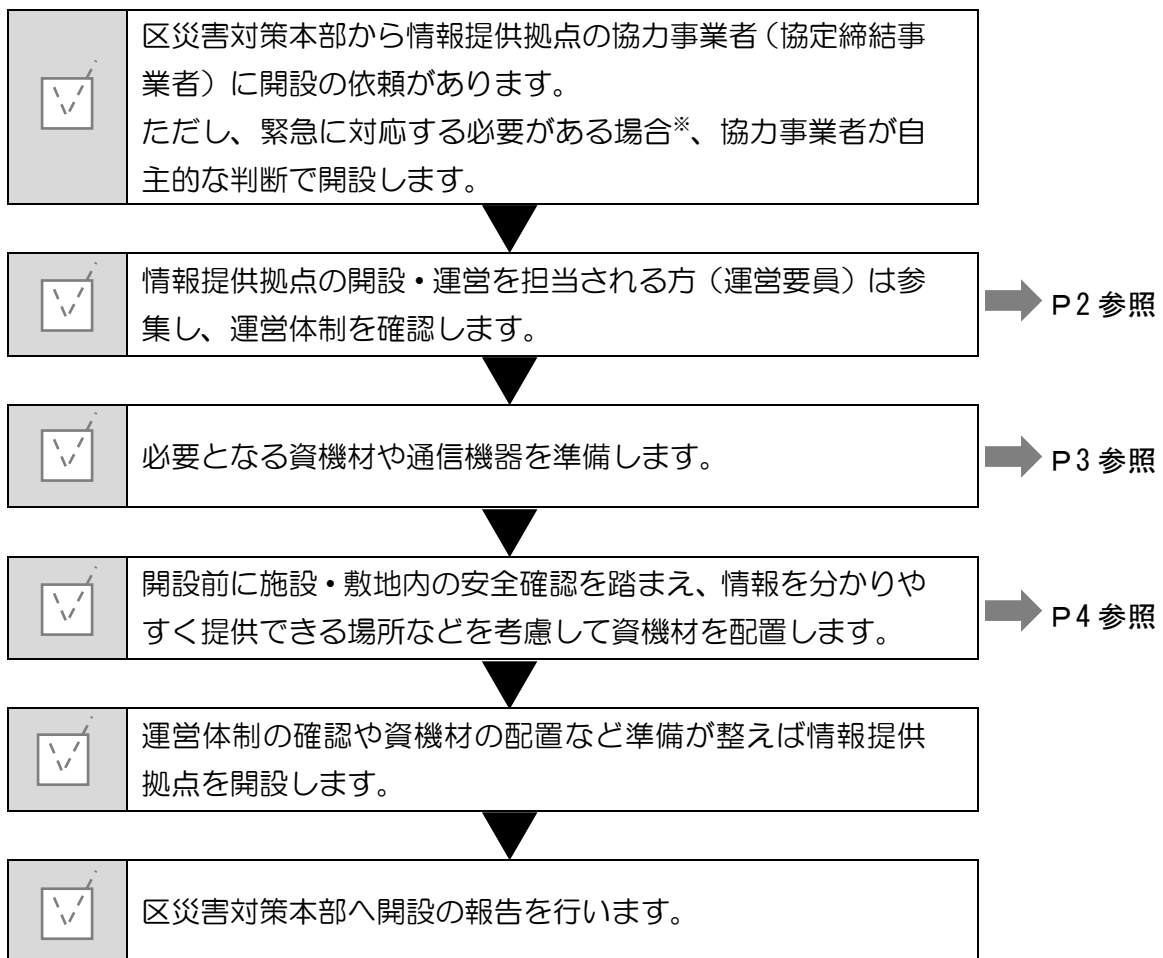 区災害対策本部から情報提供拠点の協力事業者（協定締結事
業者）に開設の依頼があります。
ただし、緊急に対応する必要がある場合※、協力事業者が自
主的な判断で開設します。
情報提供拠点の開設・運営を担当される方（運営要員）は参
集し、運営体制を確認します。
P2 参照
必要となる資機材や通信機器を準備します。
P3 参照
開設前に施設・敷地内の安全確認を踏まえ、情報を分かりや
すく提供できる場所などを考慮して資機材を配置します。
P4 参照
運営体制の確認や資機材の配置など準備が整えば情報提供
拠点を開設します。
区災害対策本部へ開設の報告を行います。